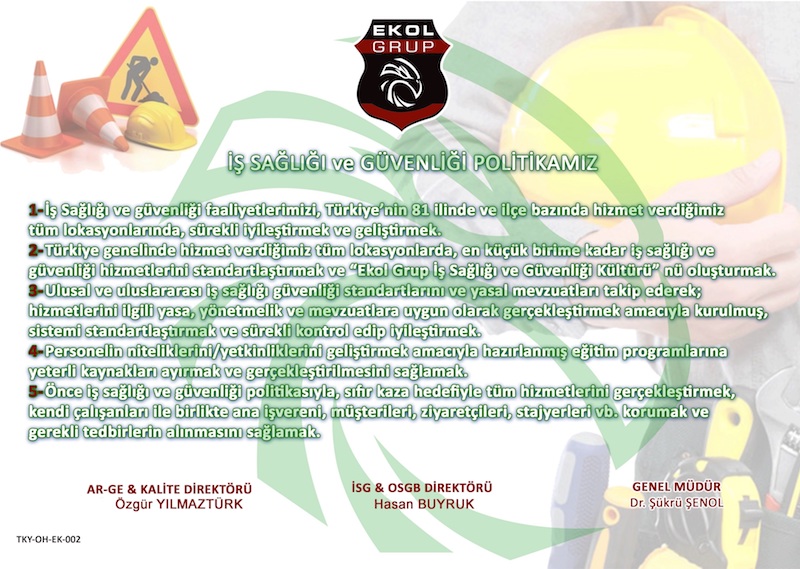 EKOL
GRUP
İŞ SAĞLIĞI ve GÜVENLİĞİ POLİTİKAMIZ
1-İş Sağlığı ve güvenliği faaliyetlerimizi, Türkiye'nin 81 ilinde ve ilçe bazında hizmet verdiğimiz
tüm lokasyonlarında, sürekli iyileştirmek ve geliştirmek.
2-Türkiye genelinde hizmet verdiğimiz tüm lokasyonlarda, en küçük birime kadar iş sağlığı ve
güvenliği hizmetlerini standartlaştırmak ve "Ekol Grup İş Sağlığı ve Güvenliği Kültürü" nü oluşturmak.
3-Ulusal ve uluslararası iş sağlığı güvenliği standartlarını ve yasal mevzuatları takip ederek;
hizmetlerini ilgili yasa, yönetmelik ve mevzuatlara uygun olarak gerçekleştirmek amacıyla kurulmuş,
sistemi standartlaştırmak ve sürekli kontrol edip iyileştirmek.
4-Personelin niteliklerini/yetkinliklerini geliştirmek amacıyla hazırlanmış eğitim programlarına
yeterli kaynakları ayırmak ve gerçekleştirilmesini sağlamak.
5-Önce iş sağlığı ve güvenliği politikasıyla, sıfır kaza hedefiyle tüm hizmetlerini gerçekleştirmek,
kendi çalışanları ile birlikte ana işvereni, müşterileri, ziyaretçileri, stajyerleri vb. korumak ve
gerekli tedbirlerin alınmasını sağlamak.
AR-GE & KALİTE DİREKTÖRÜ
Özgür YILMAZTÜRK
İSG & OSGB DİREKTÖRÜ
Hasan BUYRUK
GENEL MÜDÜR
Dr. Şükrü ŞENOL
TKY-OH-EK-002